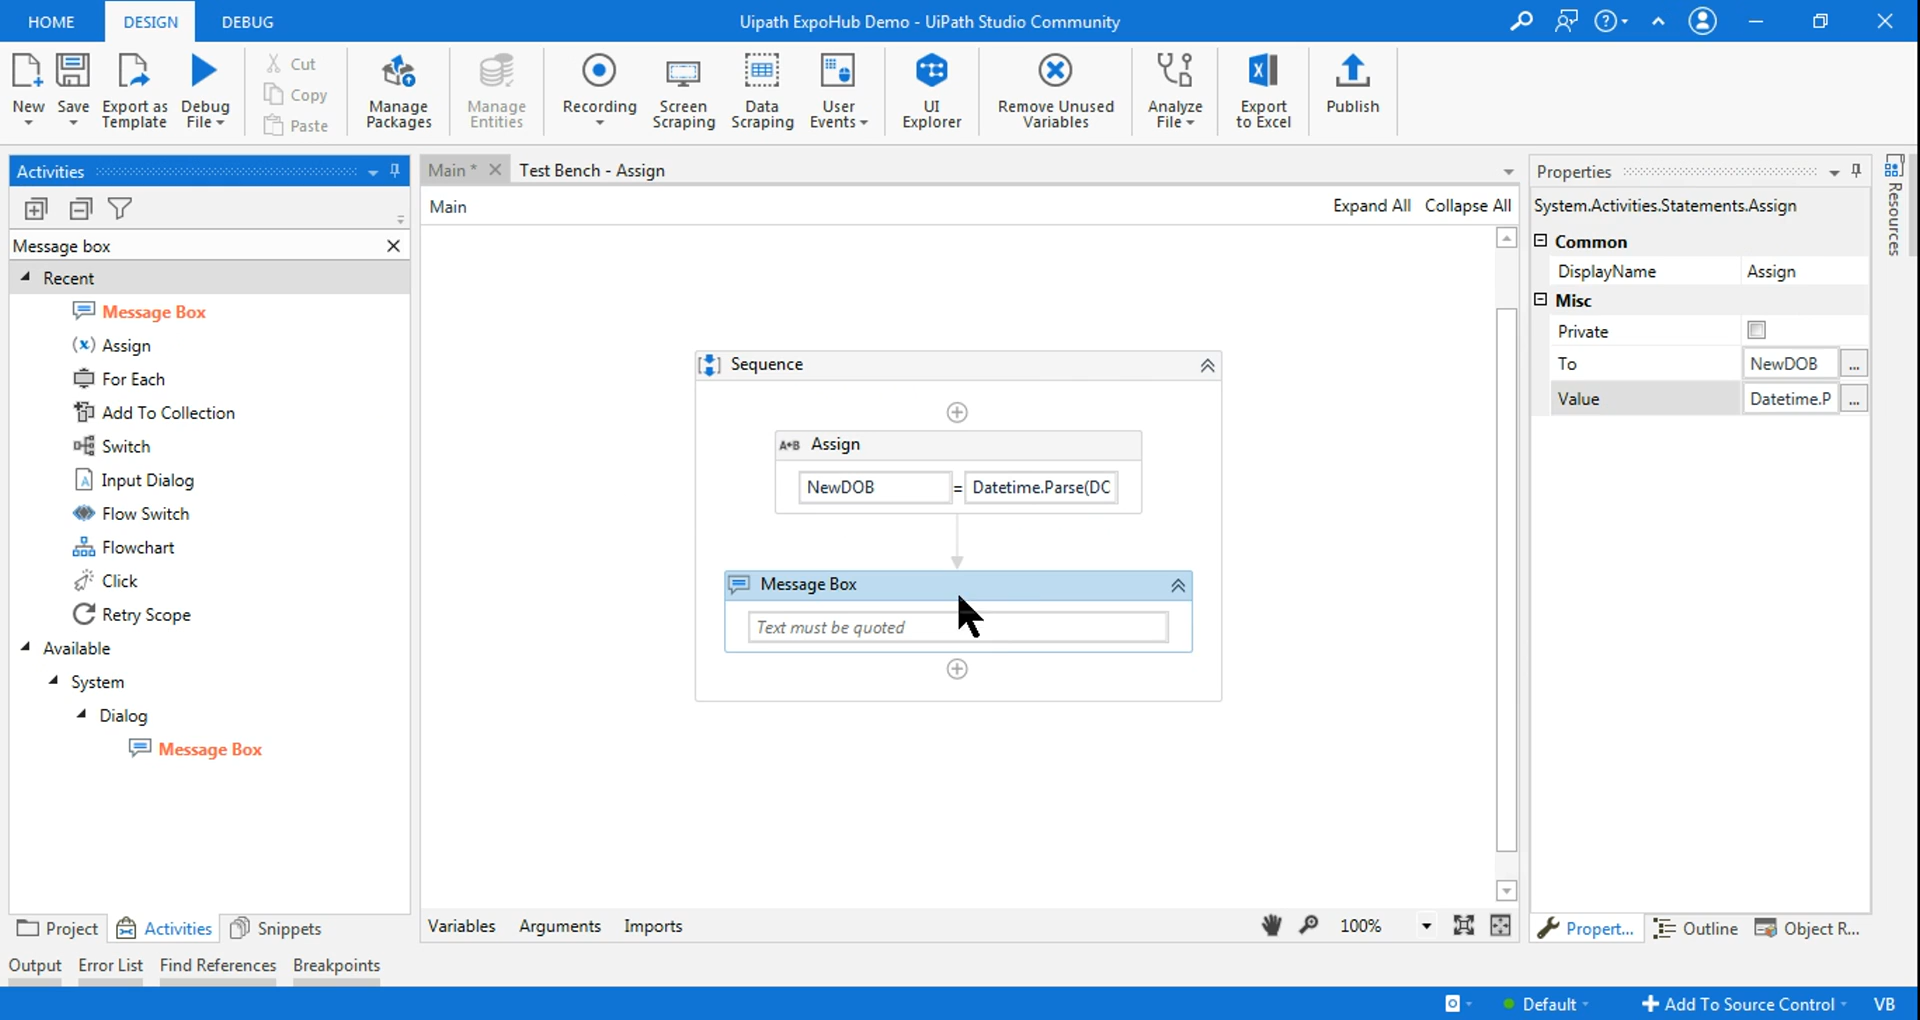 HOME DESIGN DEBUG
Uipath ExpoHub Demo - UiPath Studio Community
New
Save
Export as
Template
Debug
File
Cut
Copy
Paste
Manage
Packages
Manage
Entities
Recording
Screen
Scraping
Data
Scraping
User
Events
UI
Explorer
Remove Unused
Variables
Analyze
File
Export
to Excel
Publish
Activities
Message box
Recent
Message Box
Assign
For Each
Add To Collection
Switch
Input Dialog
Flow Switch
Flowchart
Click
Retry Scope
Available
System
Dialog
Message Box
Project Activities Snippets
Main * Test Bench - Assign
Main Expand All Collapse All
Sequence
A+B Assign
NewDOB = Datetime.Parse(DC
Message Box
Text must be quoted
Variables Arguments Imports 100%
Properties
System.Activities.Statements.Assign
Common
DisplayName Assign
Misc
Private
To NewDOB ...
Value Datetime.P ...
Propert... Outline Object R...
Resources
Output Error List Find References Breakpoints
Default Add To Source Control VB